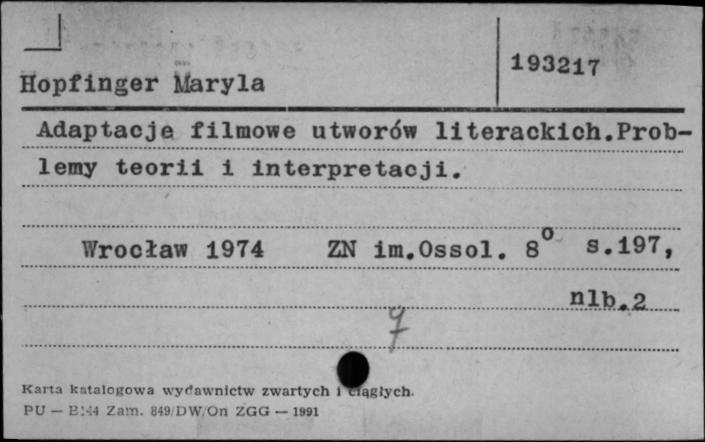 193217
Hopfinger Maryla
Adaptacje filmowe utworów literackich.Prob-
lemy teorii i interpretacji.
Wrocław 1974 ZN im.Ossol. 8° s.197,
nlb.2
Karta katalogowa wydawnictw zwartych i ciągłych.
PU — Zam. 849/DW/On ZGG — 1991